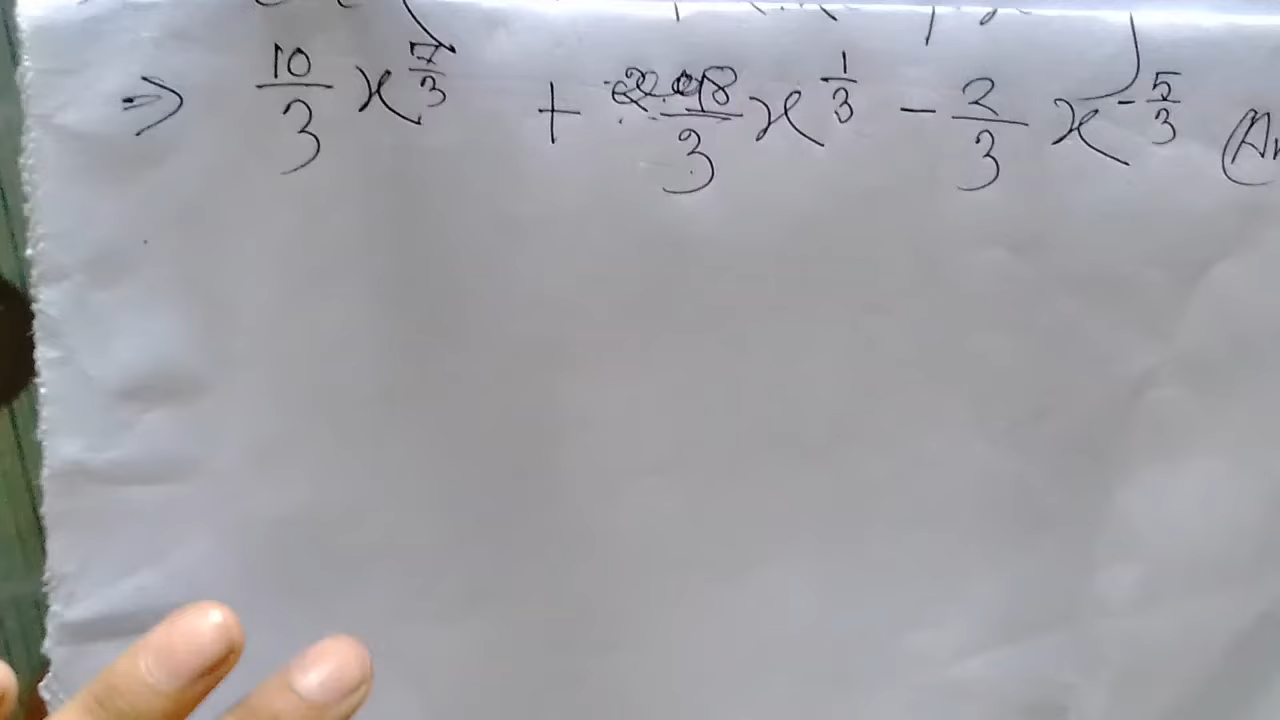 ⇒ 10/3 x^(7/3) + 8/3 x^(1/3) - 2/3 x^(-5/3)